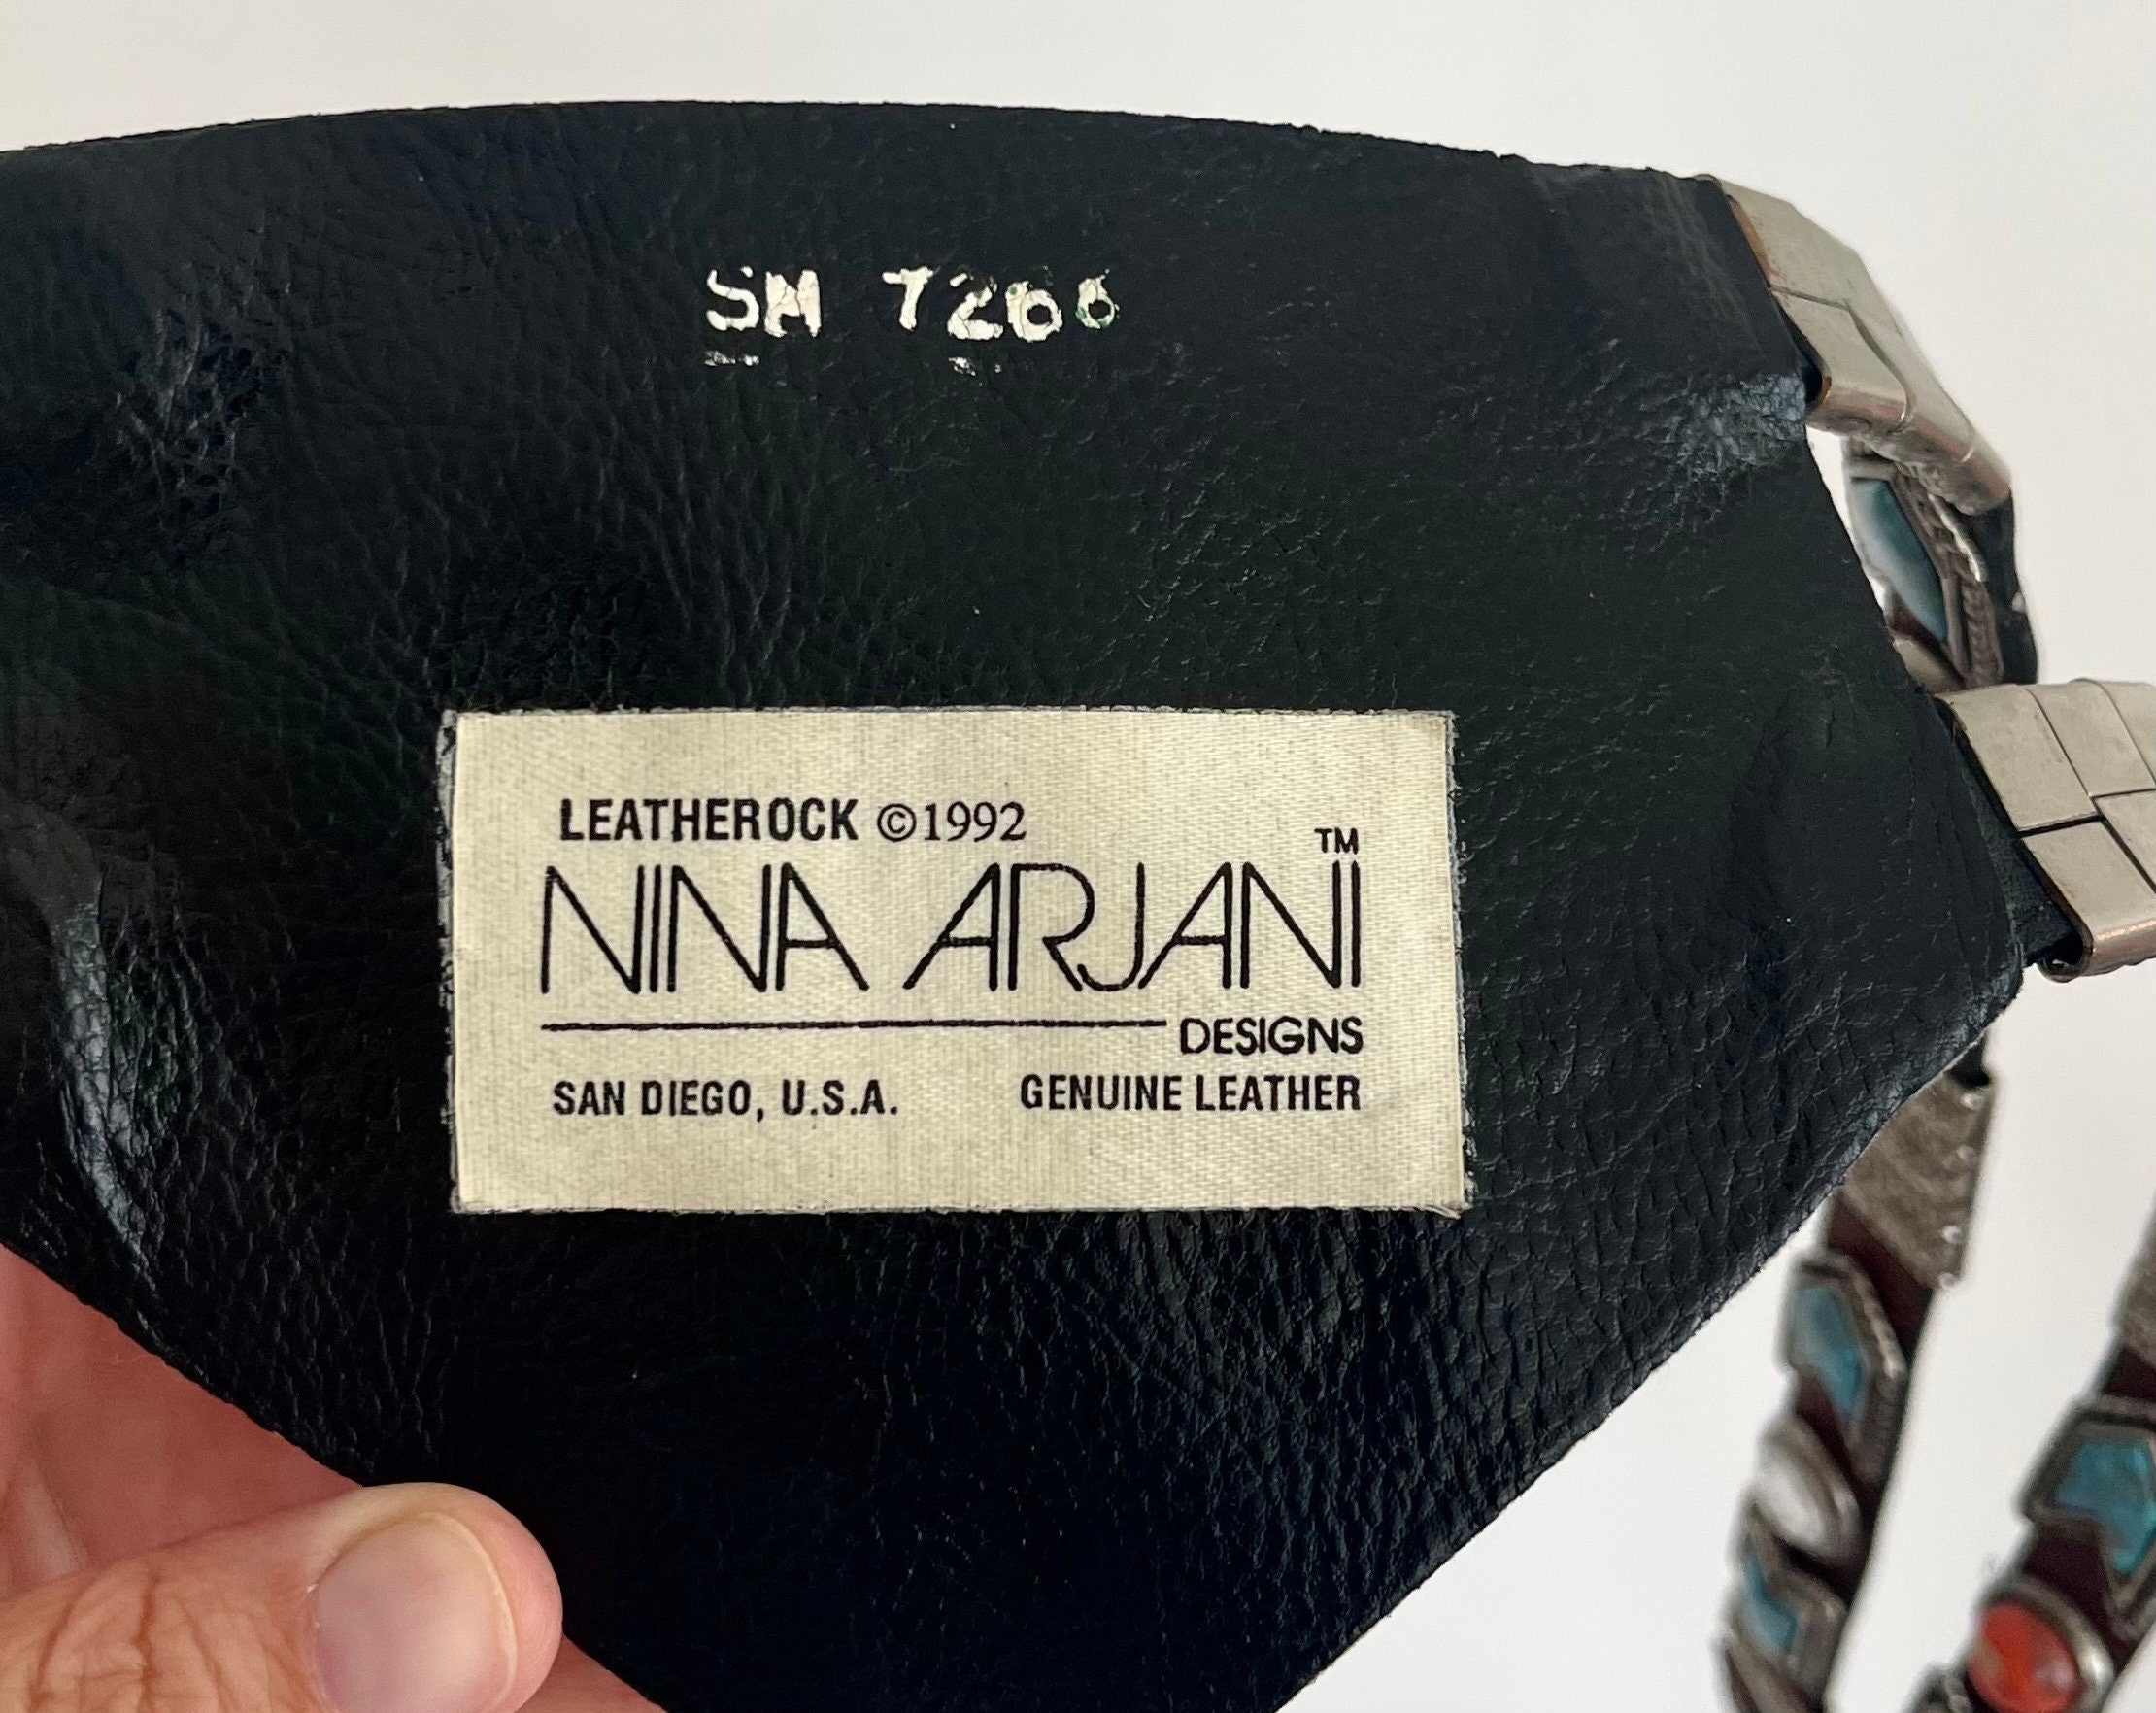 SM 7266
LEATHEROCK ©1992
NINA ARJANI™
DESIGNS
SAN DIEGO, U.S.A. GENUINE LEATHER